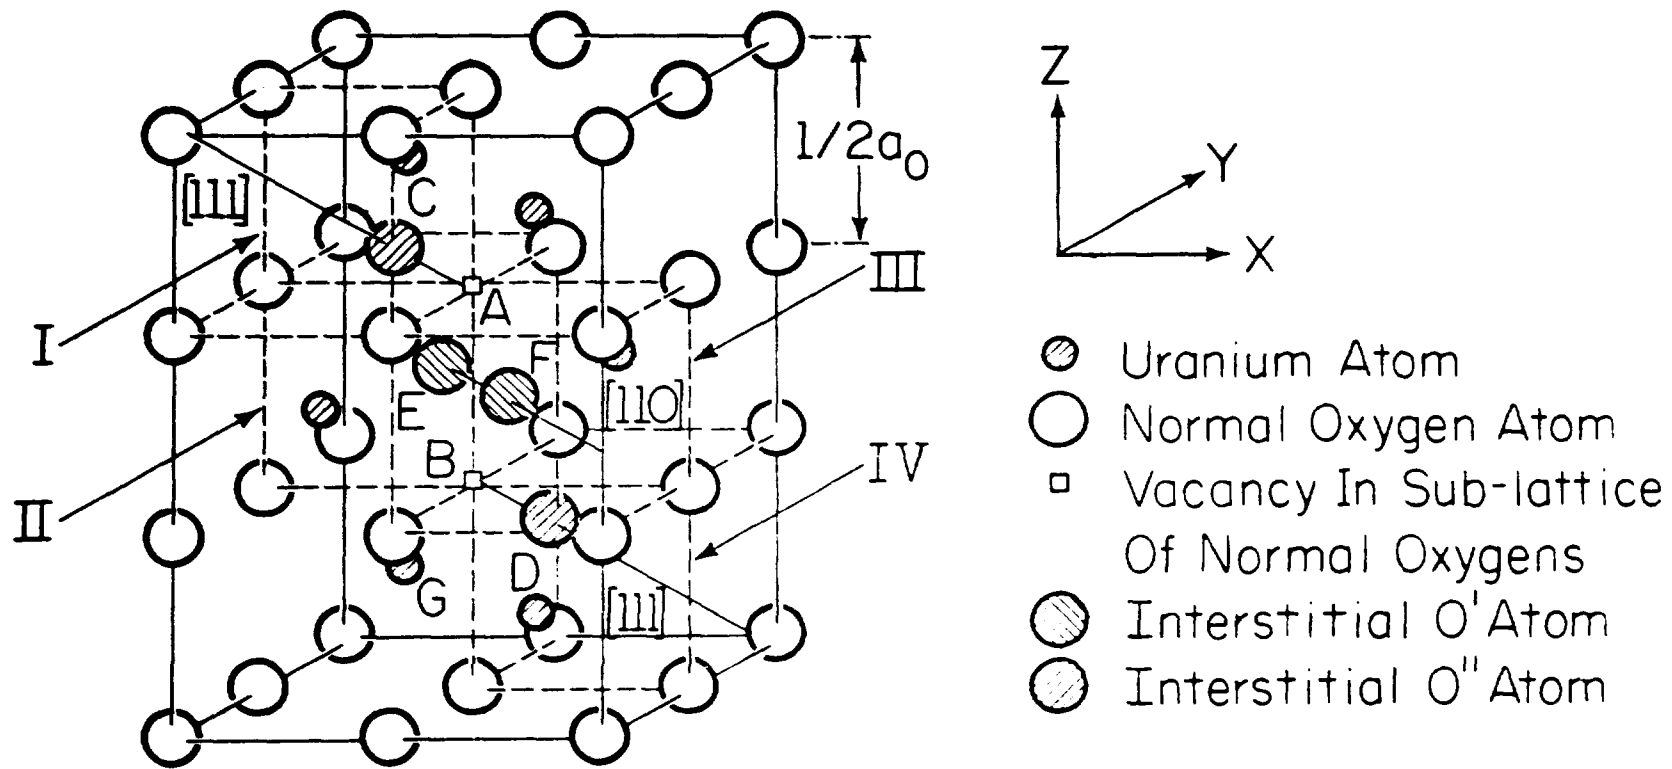 Z
1/2a₀
Y
[111]
C
X
III
I
A
F
Uranium Atom
E
[110]
Normal Oxygen Atom
B
IV
Vacancy In Sub-lattice
II
Of Normal Oxygens
D
G
[111]
Interstitial O' Atom
Interstitial O" Atom